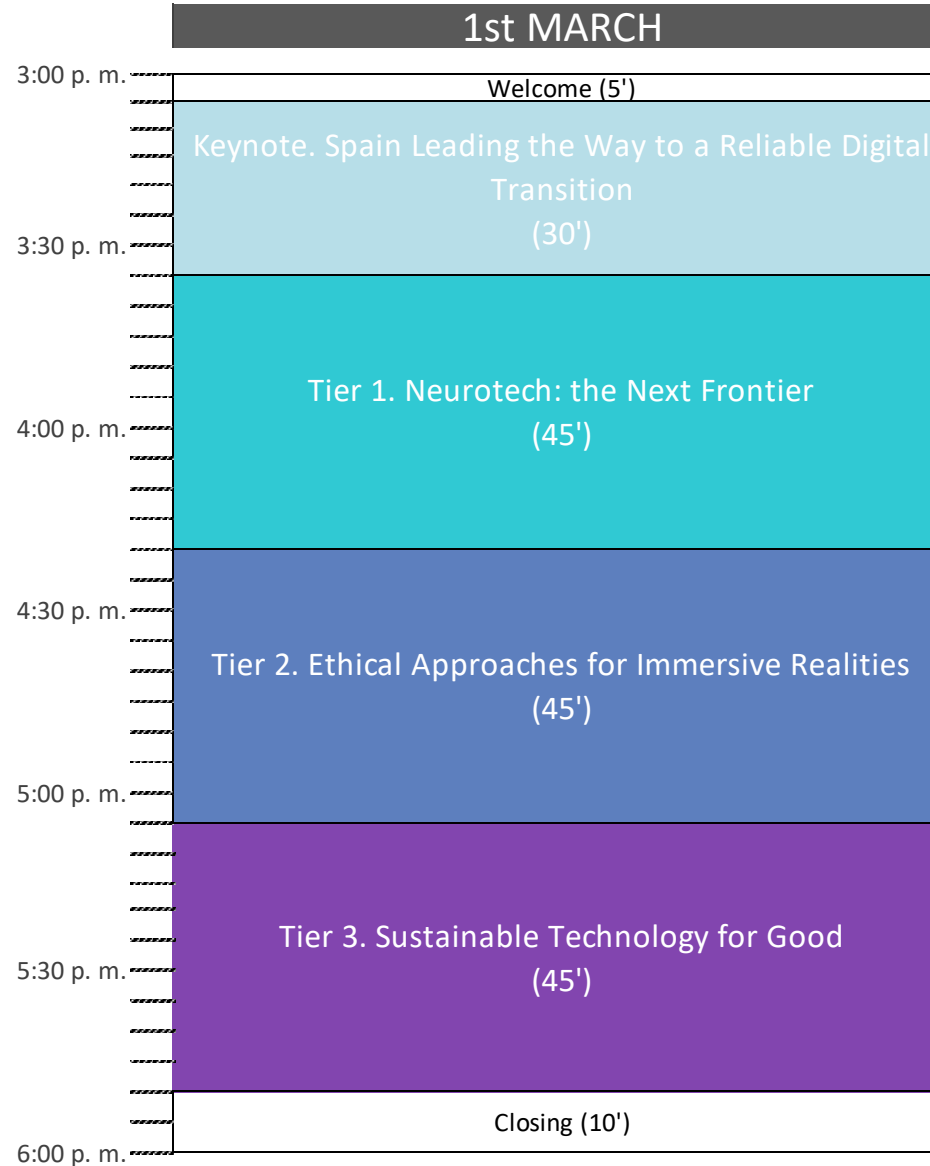 1st MARCH
3:00 p. m.
Welcome (5')
Keynote. Spain Leading the Way to a Reliable Digital
Transition
(30')
3:30 p. m.
Tier 1. Neurotech: the Next Frontier
4:00 p. m.
(45')
4:30 p. m.
Tier 2. Ethical Approaches for Immersive Realities
(45')
5:00 p. m.
Tier 3. Sustainable Technology for Good
5:30 p. m.
(45')
Closing (10')
6:00 p. m.